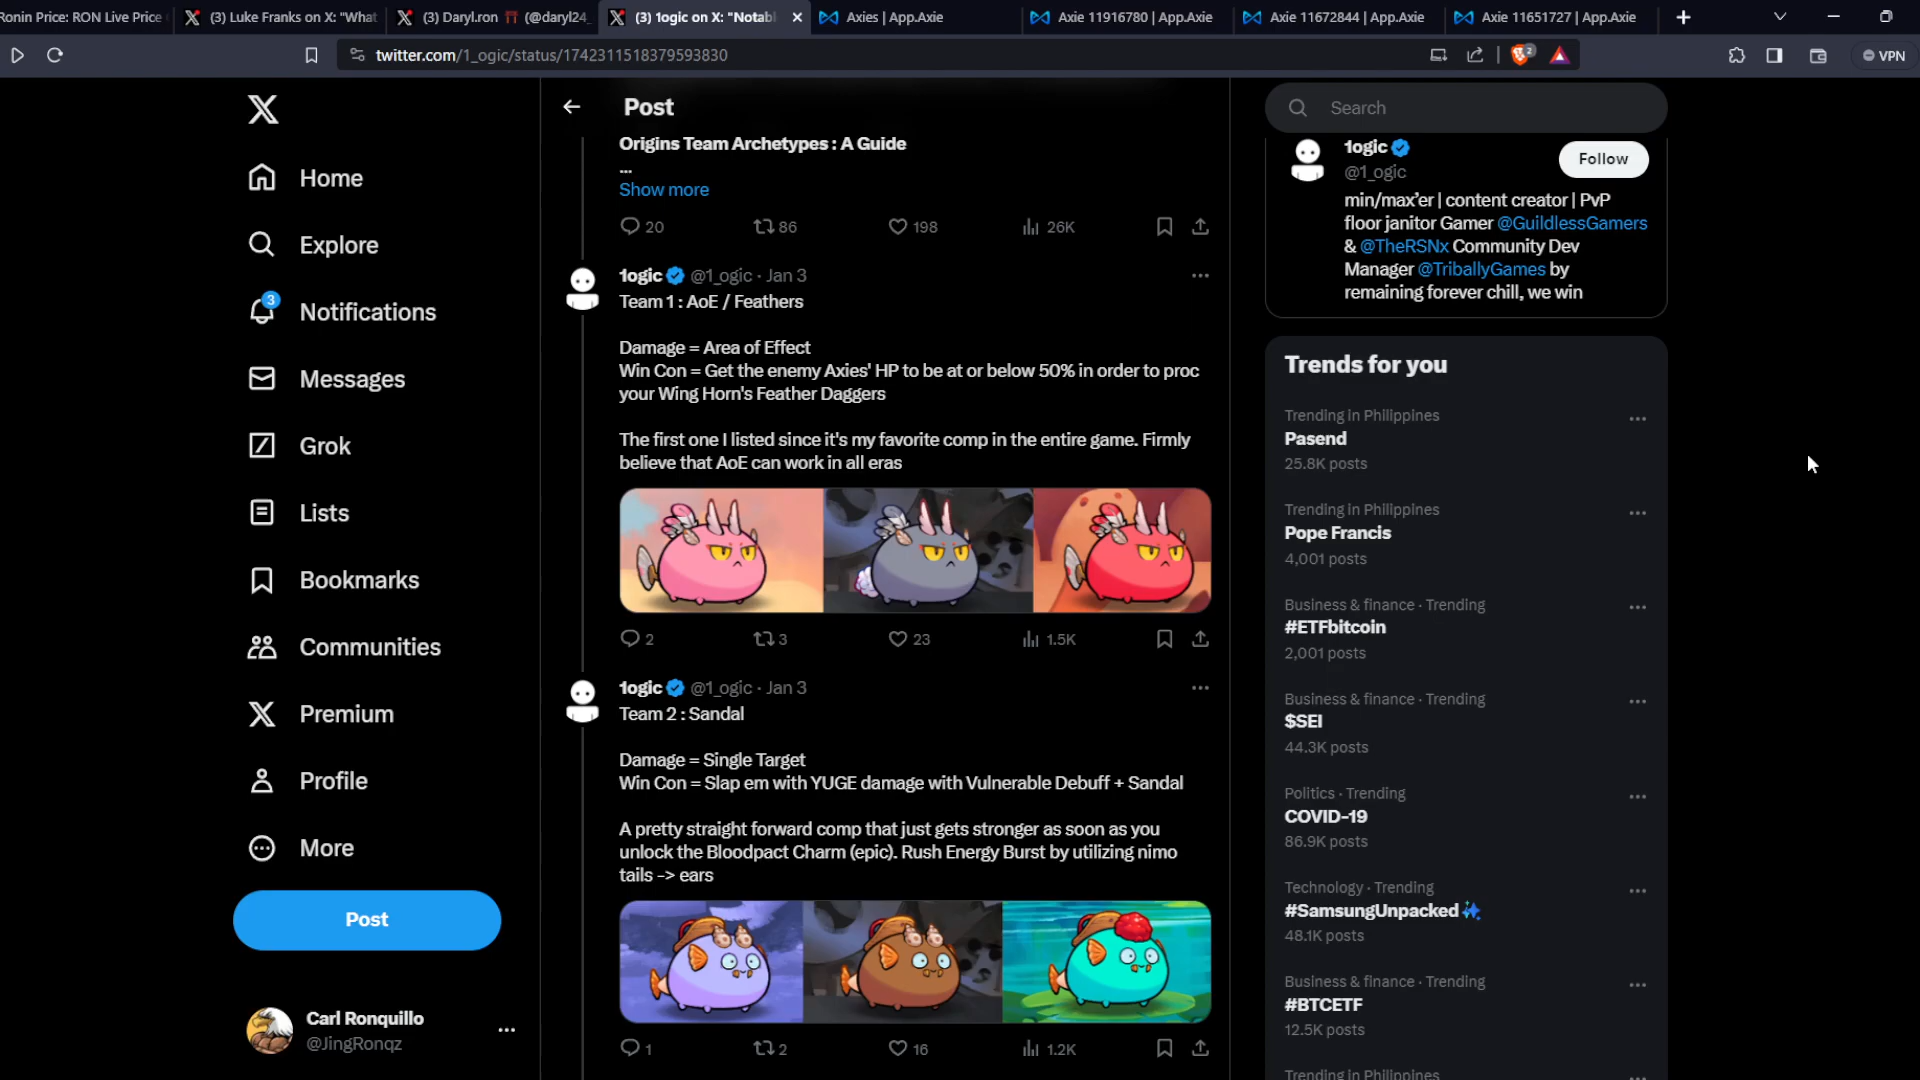 Ronin Price: RON Live Price
(3) Luke Franks on X: "What
(3) Daryl.ron ⛩ (@daryl24_
(3) 1ogic on X: "Notabl
Axies | App.Axie
Axie 11916780 | App.Axie
Axie 11672844 | App.Axie
Axie 11651727 | App.Axie
twitter.com/1_ogic/status/1742311518379593830
2
VPN
Home
Explore
3
Notifications
Messages
Grok
Lists
Bookmarks
Communities
Premium
Profile
More
Post
Carl Ronquillo
@JingRonqz
Post
Origins Team Archetypes : A Guide
...
Show more
20 86 198 26K
1ogic @1_ogic · Jan 3
Team 1 : AoE / Feathers
Damage = Area of Effect
Win Con = Get the enemy Axies' HP to be at or below 50% in order to proc
your Wing Horn's Feather Daggers
The first one I listed since it's my favorite comp in the entire game. Firmly
believe that AoE can work in all eras
2 3 23 1.5K
1ogic @1_ogic · Jan 3
Team 2 : Sandal
Damage = Single Target
Win Con = Slap em with YUGE damage with Vulnerable Debuff + Sandal
A pretty straight forward comp that just gets stronger as soon as you
unlock the Bloodpact Charm (epic). Rush Energy Burst by utilizing nimo
tails -> ears
1 2 16 1.2K
Search
1ogic
@1_ogic
Follow
min/max'er | content creator | PvP
floor janitor Gamer @GuildlessGamers
& @TheRSNx Community Dev
Manager @TriballyGames by
remaining forever chill, we win
Trends for you
Trending in Philippines
Pasend
25.8K posts
Trending in Philippines
Pope Francis
4,001 posts
Business & finance · Trending
#ETFbitcoin
2,001 posts
Business & finance · Trending
$SEI
44.3K posts
Politics · Trending
COVID-19
86.9K posts
Technology · Trending
#SamsungUnpacked
48.1K posts
Business & finance · Trending
#BTCETF
12.5K posts
Trending in Philippines